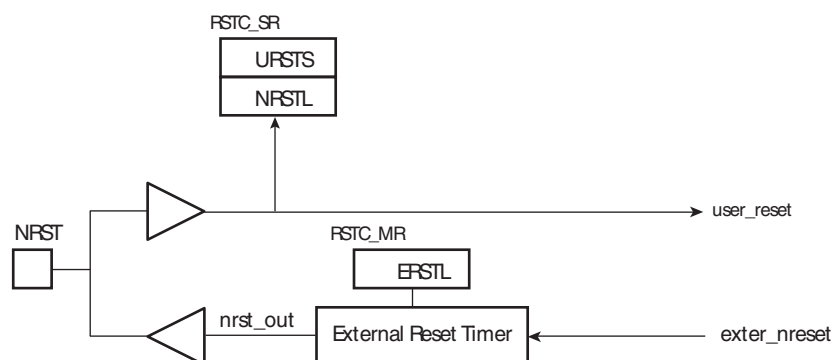 RSTC_SR
URSTS
NRSTL
user_reset
NRST
RSTC_MR
ERSTL
nrst_out
External Reset Timer
exter_nreset